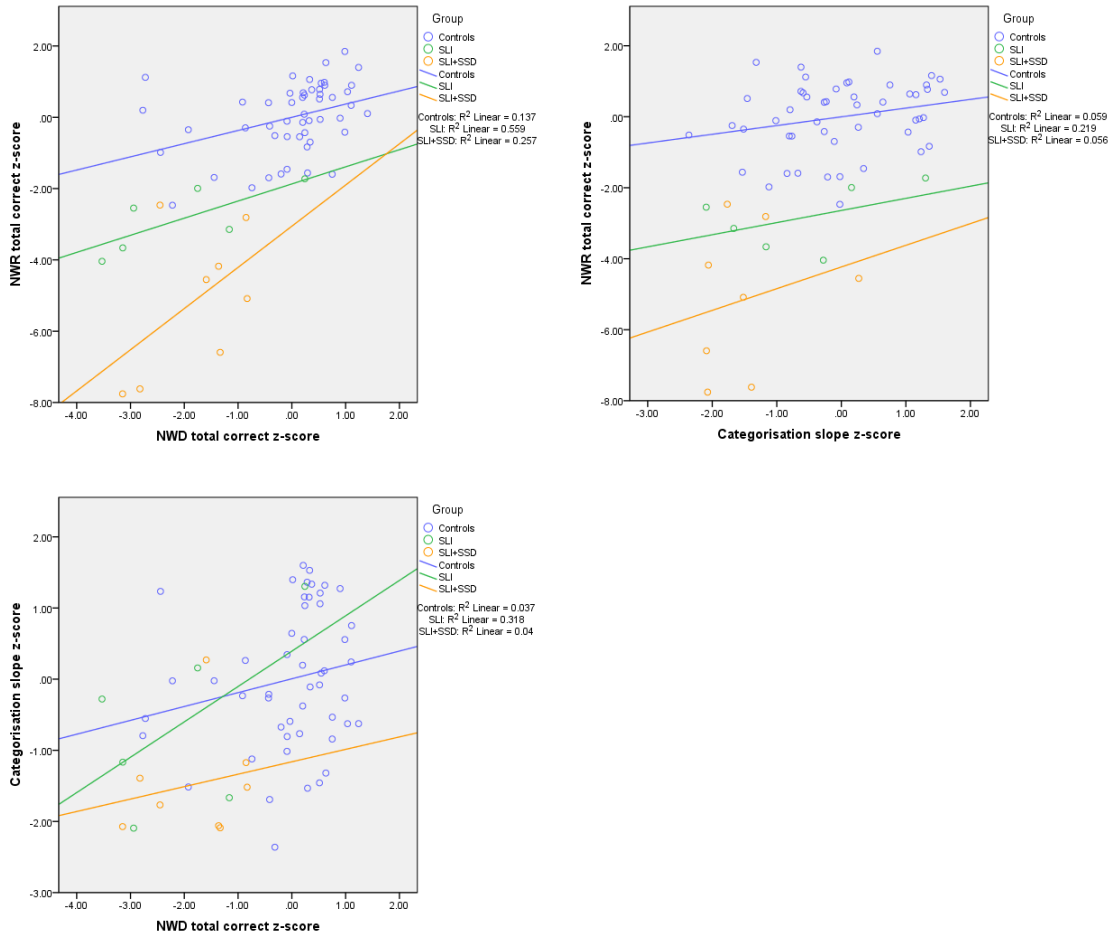 Group
Controls
SLI
SLI+SSD
Controls
SLI
SLI+SSD
Controls: R² Linear = 0.137
SLI: R² Linear = 0.559
SLI+SSD: R² Linear = 0.257
NWR total correct z-score
2.00
.00
-2.00
-4.00
-6.00
-8.00
-4.00 -3.00 -2.00 -1.00 .00 1.00 2.00
NWD total correct z-score
Group
Controls
SLI
SLI+SSD
Controls
SLI
SLI+SSD
Controls: R² Linear = 0.059
SLI: R² Linear = 0.219
SLI+SSD: R² Linear = 0.056
NWR total correct z-score
2.00
.00
-2.00
-4.00
-6.00
-8.00
-3.00 -2.00 -1.00 .00 1.00 2.00
Categorisation slope z-score
Group
Controls
SLI
SLI+SSD
Controls
SLI
SLI+SSD
Controls: R² Linear = 0.037
SLI: R² Linear = 0.318
SLI+SSD: R² Linear = 0.04
Categorisation slope z-score
2.00
1.00
.00
-1.00
-2.00
-3.00
-4.00 -3.00 -2.00 -1.00 .00 1.00 2.00
NWD total correct z-score